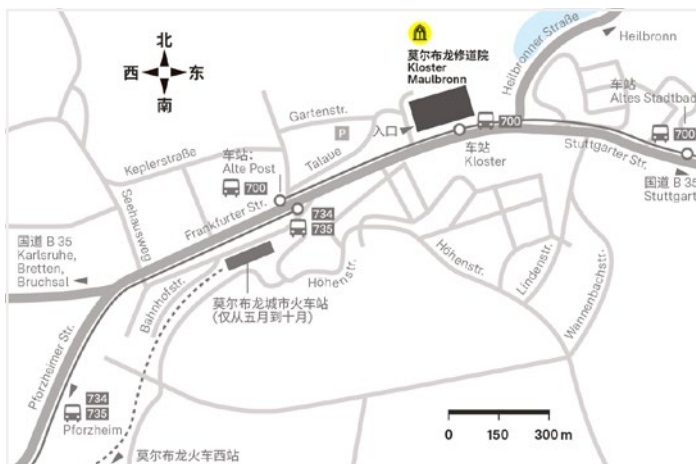 北
西
东
南
莫尔布龙修道院
Kloster
Maulbronn
Heilbronner Straße
Heilbronn
车站
Altes Stadtbad
700
700
Gartenstr.
P
入口
Talaue
车站
Kloster
Stuttgarter Str.
国道 B 35
Stuttgart
Keplerstraße
车站:
Alte Post
700
Seehausweg
Frankfurter Str.
734
735
国道 B 35
Karlsruhe,
Bretten,
Bruchsal
Bahnhofstr.
Höhenstr.
Höhenstr.
Lindenstr.
Wannenbachstr.
莫尔布龙城市火车站
(仅从五月到十月)
Pforzheimer Str.
734
735
Pforzheim
莫尔布龙火车西站
0 150 300 m